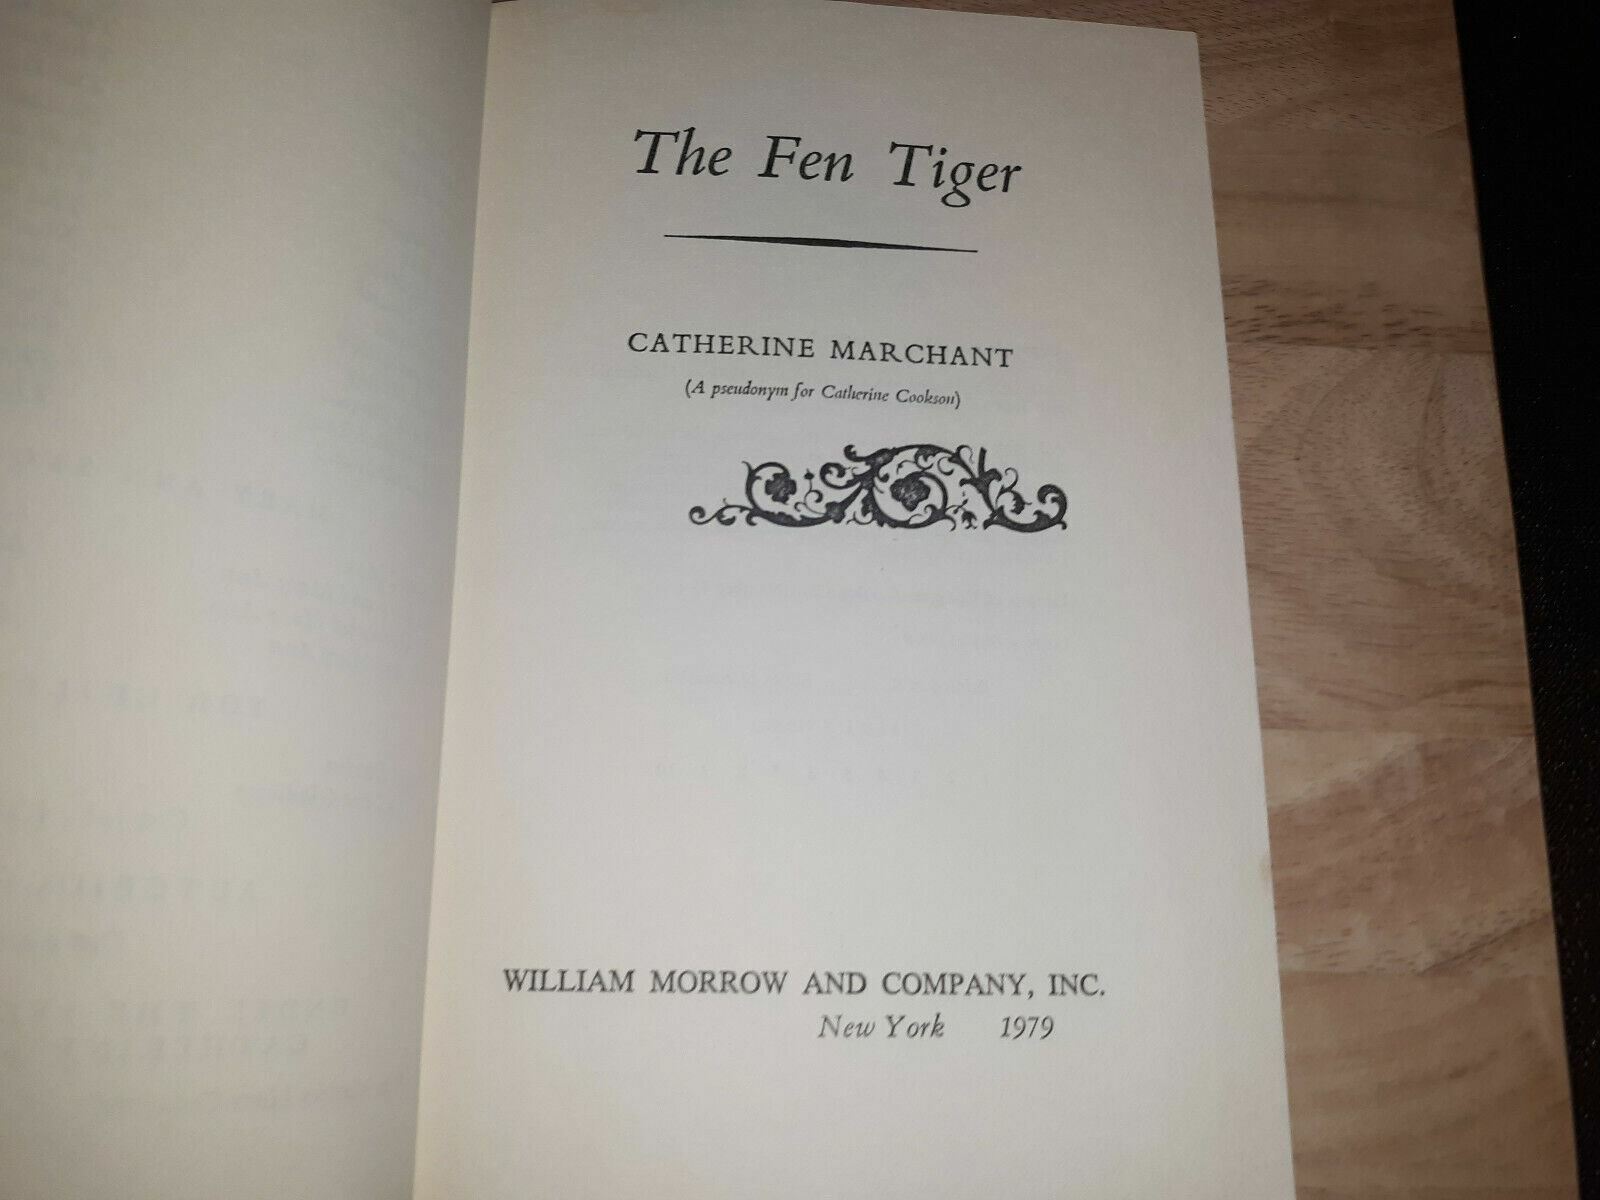 The Fen Tiger
CATHERINE MARCHANT
(A pseudonym for Catherine Cookson)
WILLIAM MORROW AND COMPANY, INC.
New York 1979